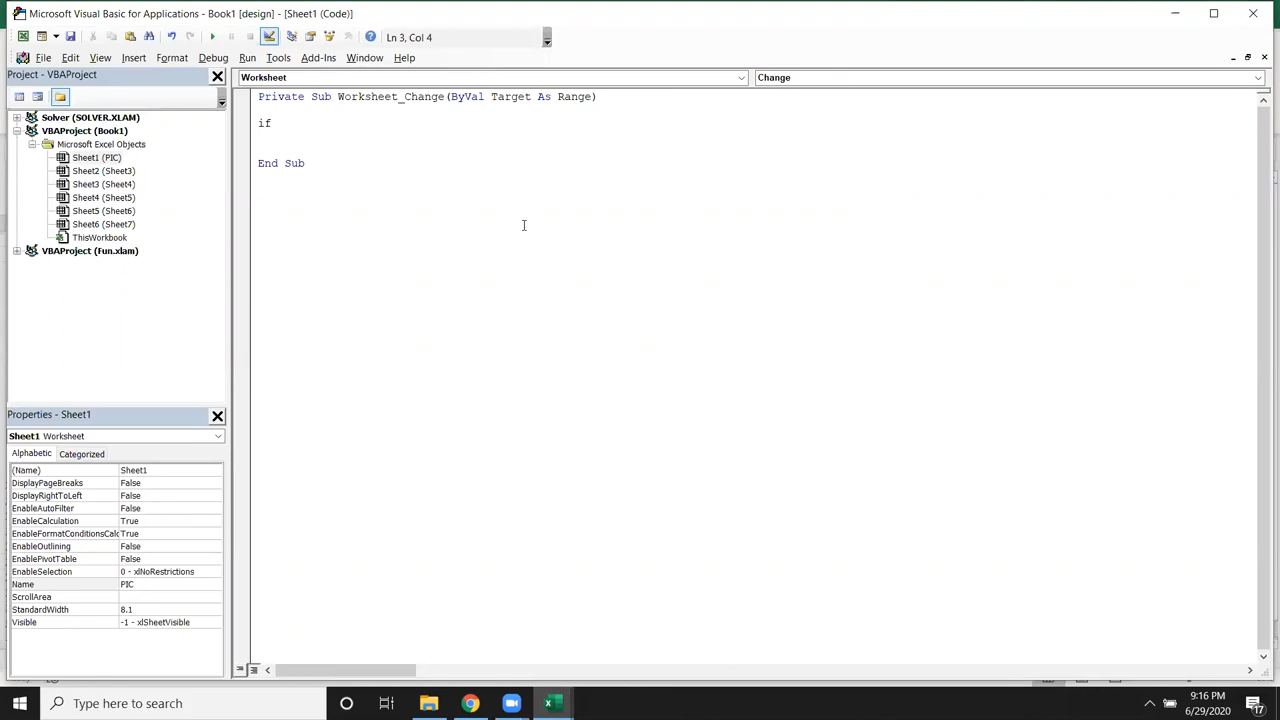 Microsoft Visual Basic for Applications - Book1 [design] - [Sheet1 (Code)]
Ln 3, Col 4
File Edit View Insert Format Debug Run Tools Add-Ins Window Help
Project - VBAProject
Worksheet
Change
Solver (SOLVER.XLAM)
VBAProject (Book1)
Microsoft Excel Objects
Sheet1 (PIC)
Sheet2 (Sheet3)
Sheet3 (Sheet4)
Sheet4 (Sheet5)
Sheet5 (Sheet6)
Sheet6 (Sheet7)
ThisWorkbook
VBAProject (Fun.xlam)
Private Sub Worksheet_Change(ByVal Target As Range)
if
End Sub
Properties - Sheet1
Sheet1 Worksheet
Alphabetic Categorized
(Name) Sheet1
DisplayPageBreaks False
DisplayRightToLeft False
EnableAutoFilter False
EnableCalculation True
EnableFormatConditionsCalc True
EnableOutlining False
EnablePivotTable False
EnableSelection 0 - xlNoRestrictions
Name PIC
ScrollArea
StandardWidth 8.1
Visible -1 - xlSheetVisible
Type here to search
9:16 PM
6/29/2020
17